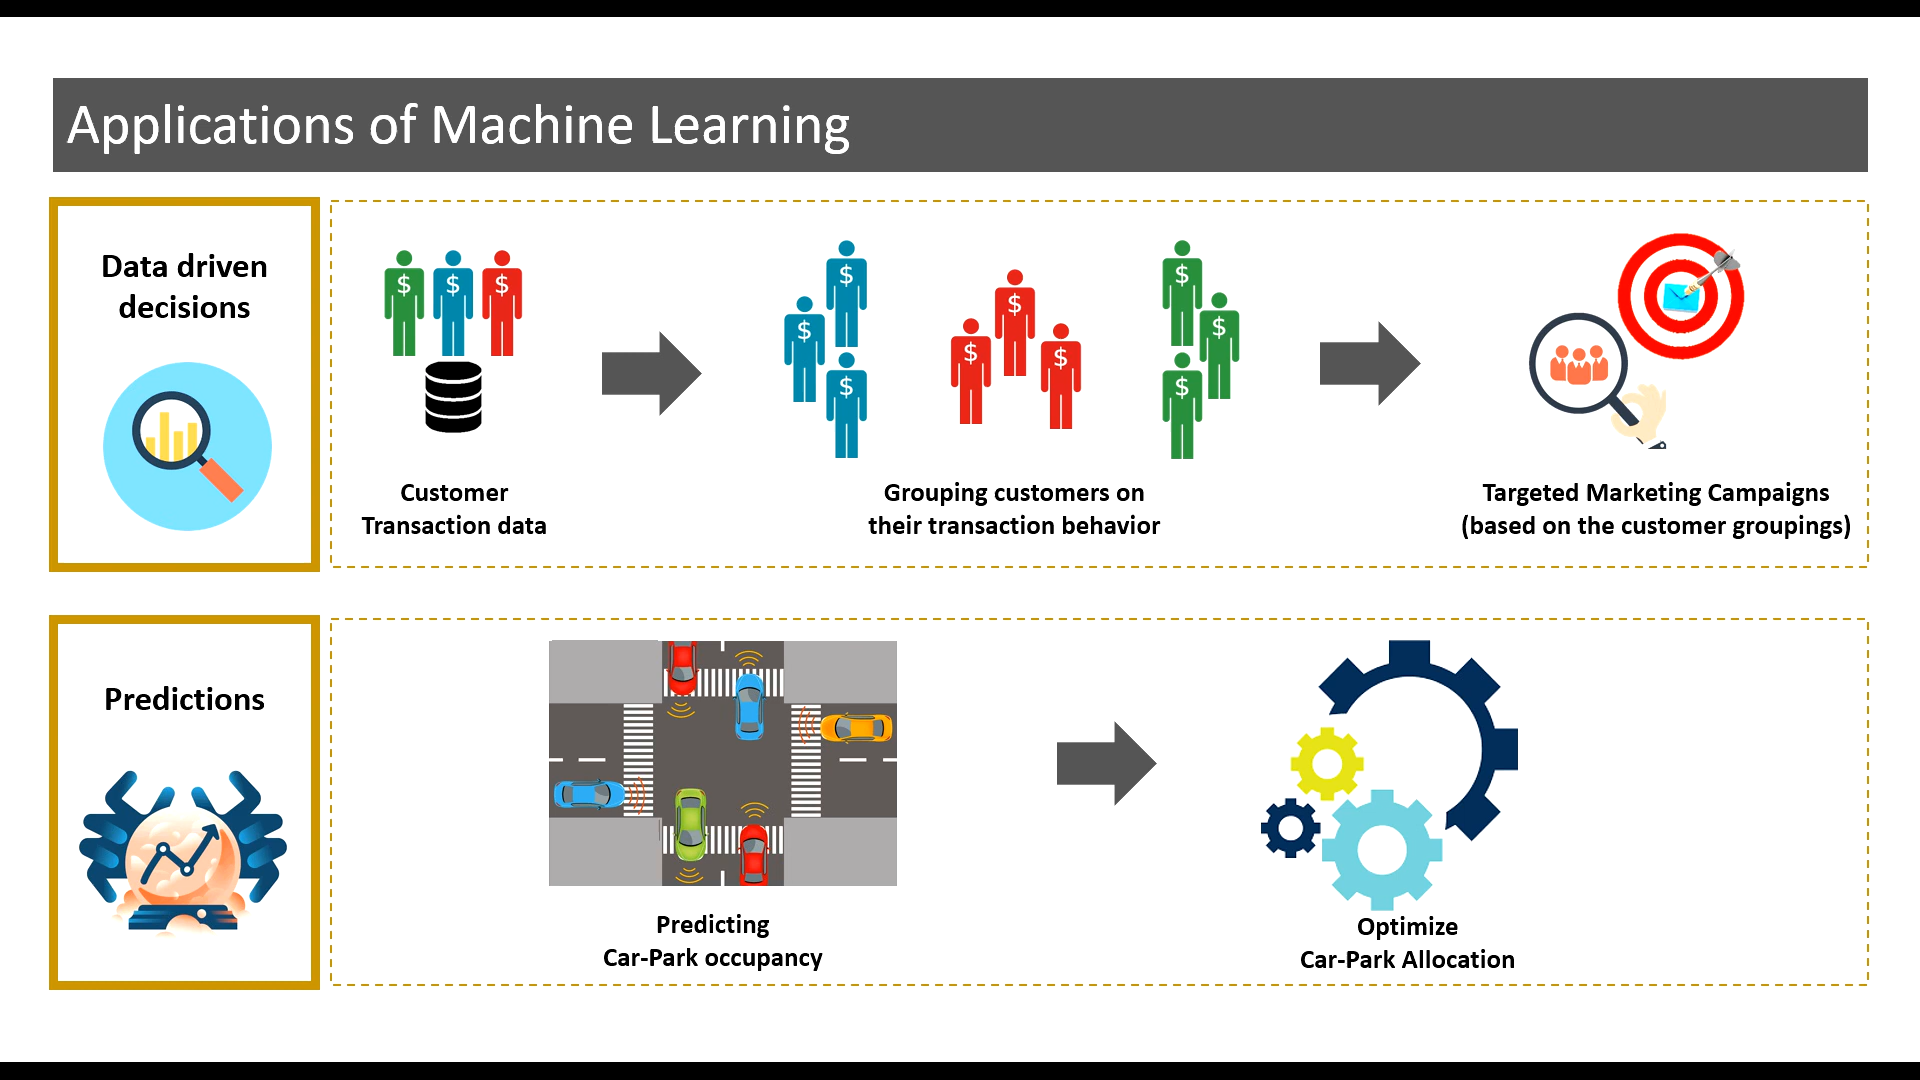 Applications of Machine Learning
Data driven
decisions
$ $ $
$
$
$
$
$
$
$
$
$
Customer
Transaction data
Grouping customers on
their transaction behavior
Targeted Marketing Campaigns
(based on the customer groupings)
Predictions
Predicting
Car-Park occupancy
Optimize
Car-Park Allocation